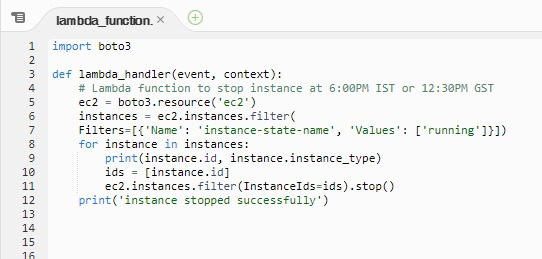 lambda_function. ×
1 import boto3
2
3 def lambda_handler(event, context):
4     # Lambda function to stop instance at 6:00PM IST or 12:30PM GST
5     ec2 = boto3.resource('ec2')
6     instances = ec2.instances.filter(
7     Filters=[{'Name': 'instance-state-name', 'Values': ['running']}])
8     for instance in instances:
9         print(instance.id, instance.instance_type)
10         ids = [instance.id]
11         ec2.instances.filter(InstanceIds=ids).stop()
12     print('instance stopped successfully')
13
14
15
16